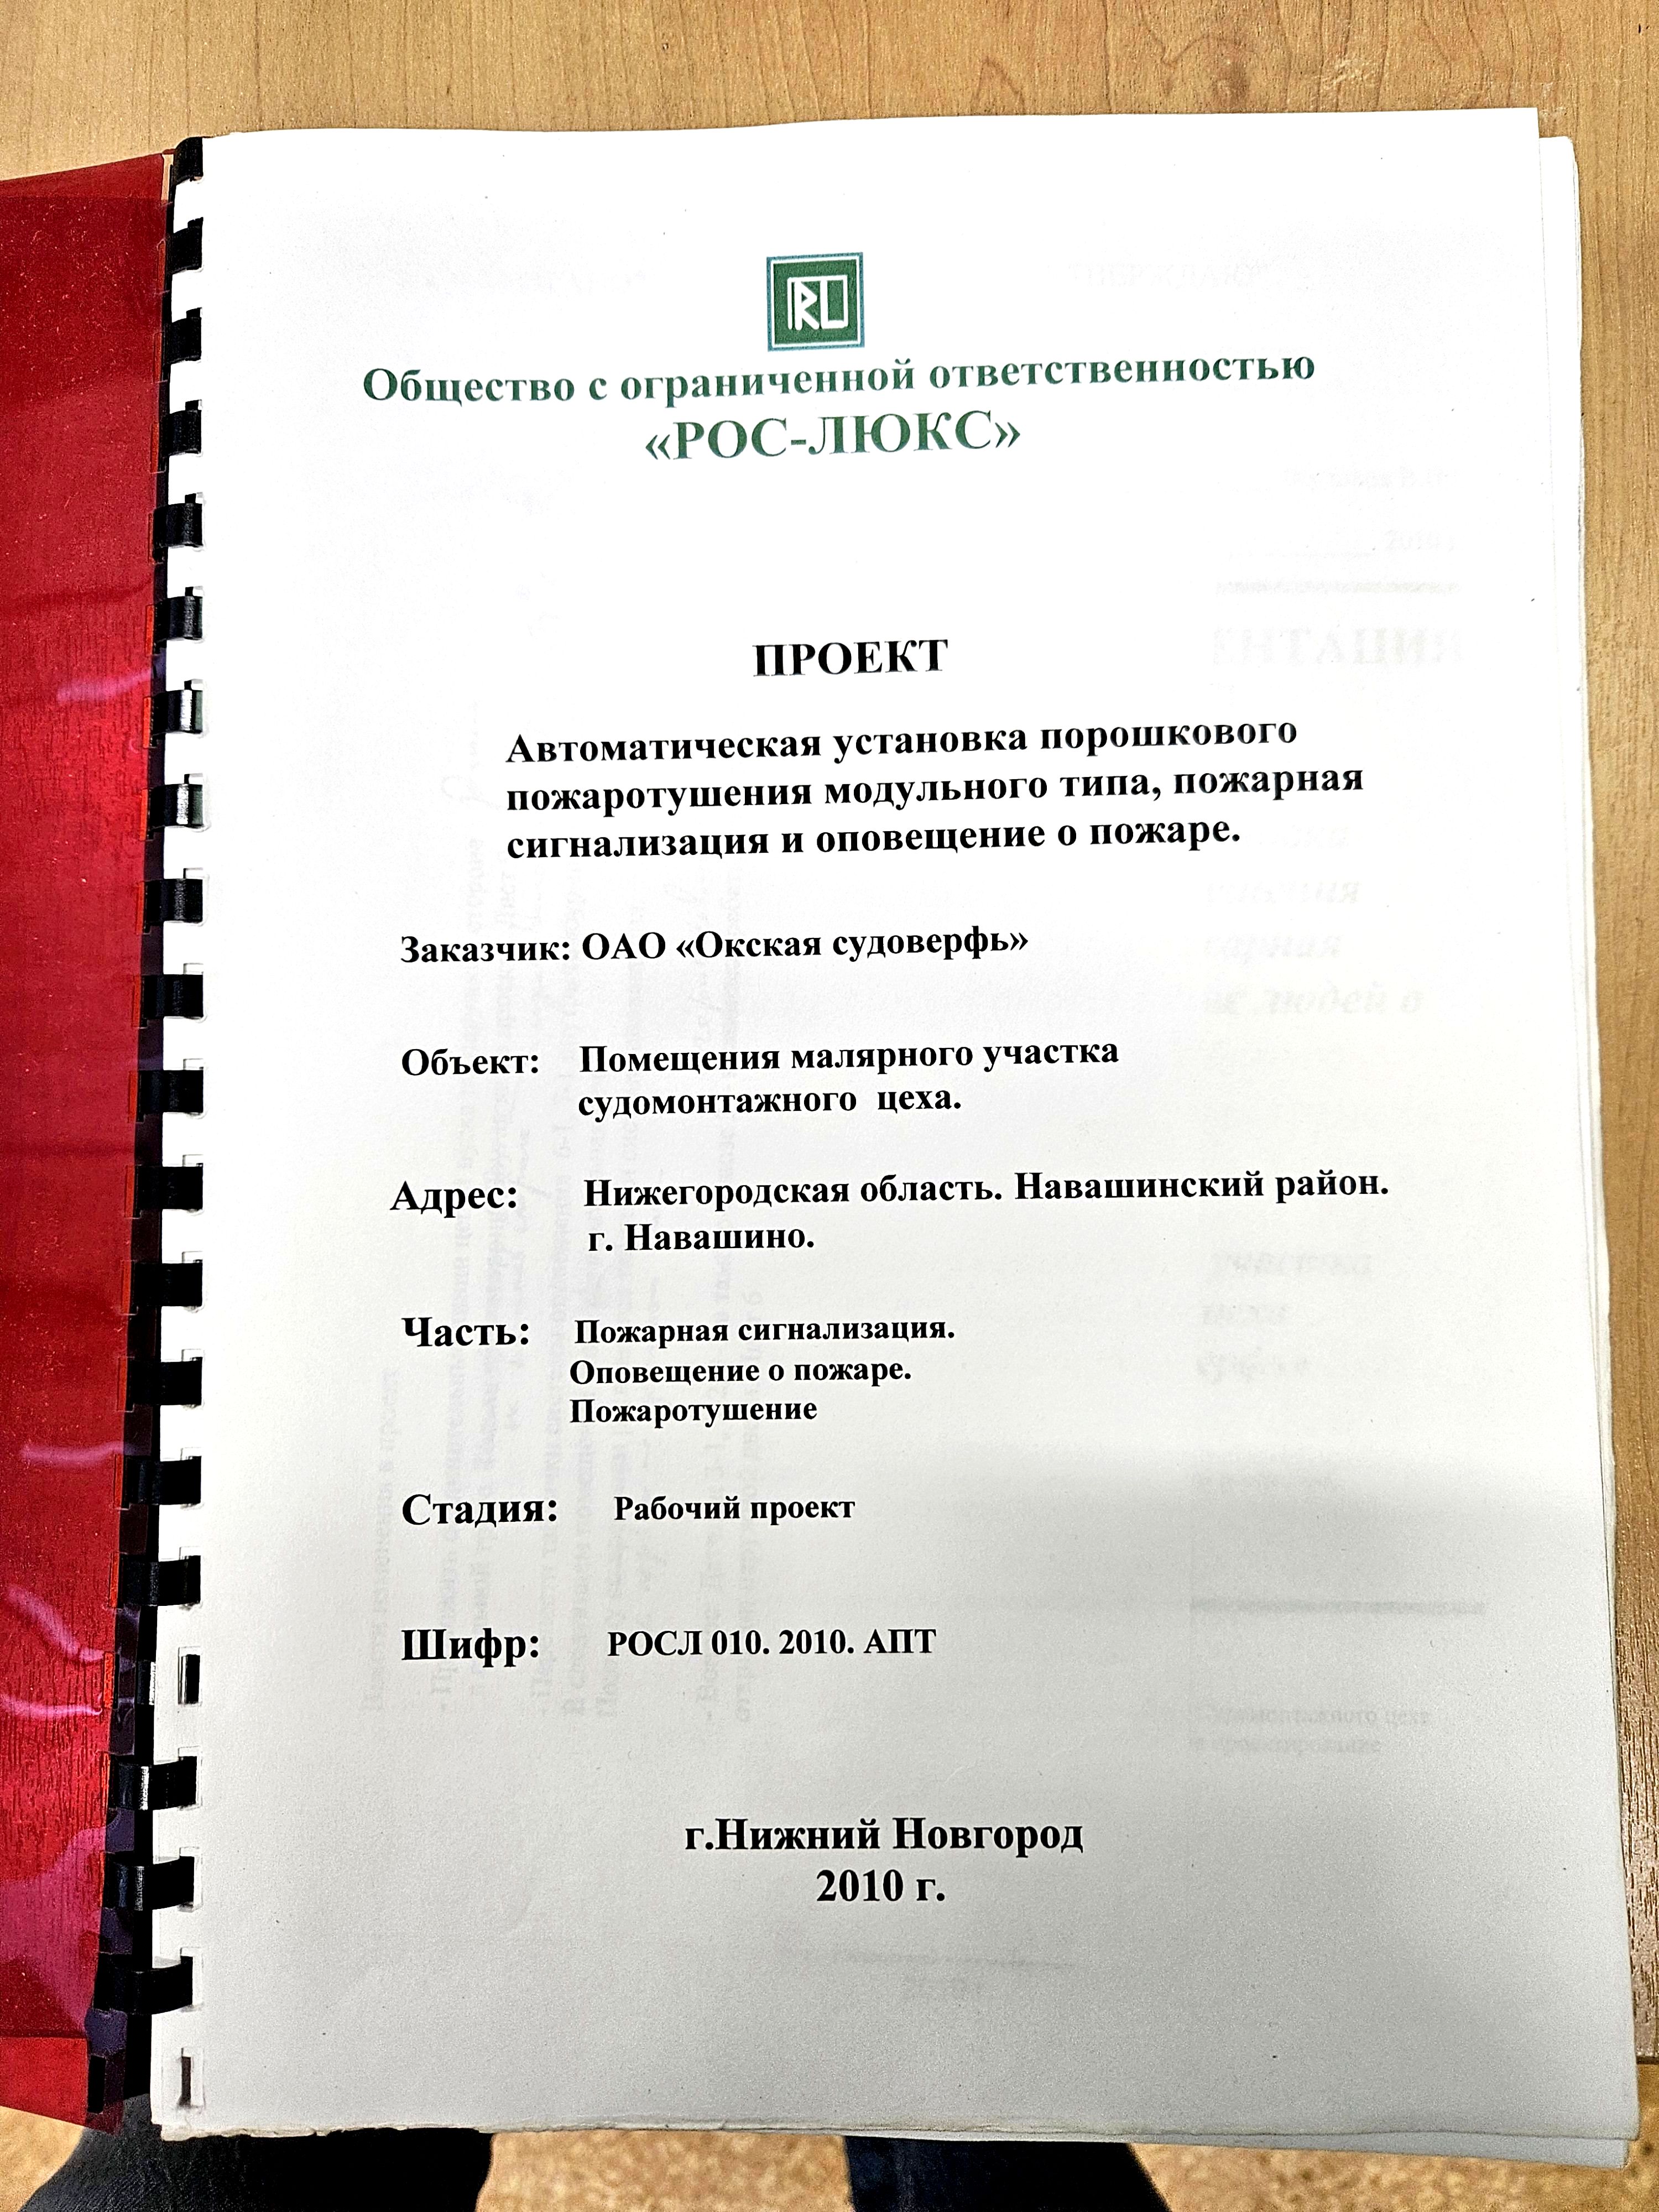 Общество с ограниченной ответственностью
«РОС-ЛЮКС»
ПРОЕКТ
Автоматическая установка порошкового
пожаротушения модульного типа, пожарная
сигнализация и оповещение о пожаре.
Заказчик: ОАО «Окская судоверфь»
Объект: Помещения малярного участка
судомонтажного цеха.
Адрес: Нижегородская область. Навашинский район.
г. Навашино.
Часть: Пожарная сигнализация.
Оповещение о пожаре.
Пожаротушение
Стадия: Рабочий проект
Шифр: РОСЛ 010. 2010. АПТ
г.Нижний Новгород
2010 г.